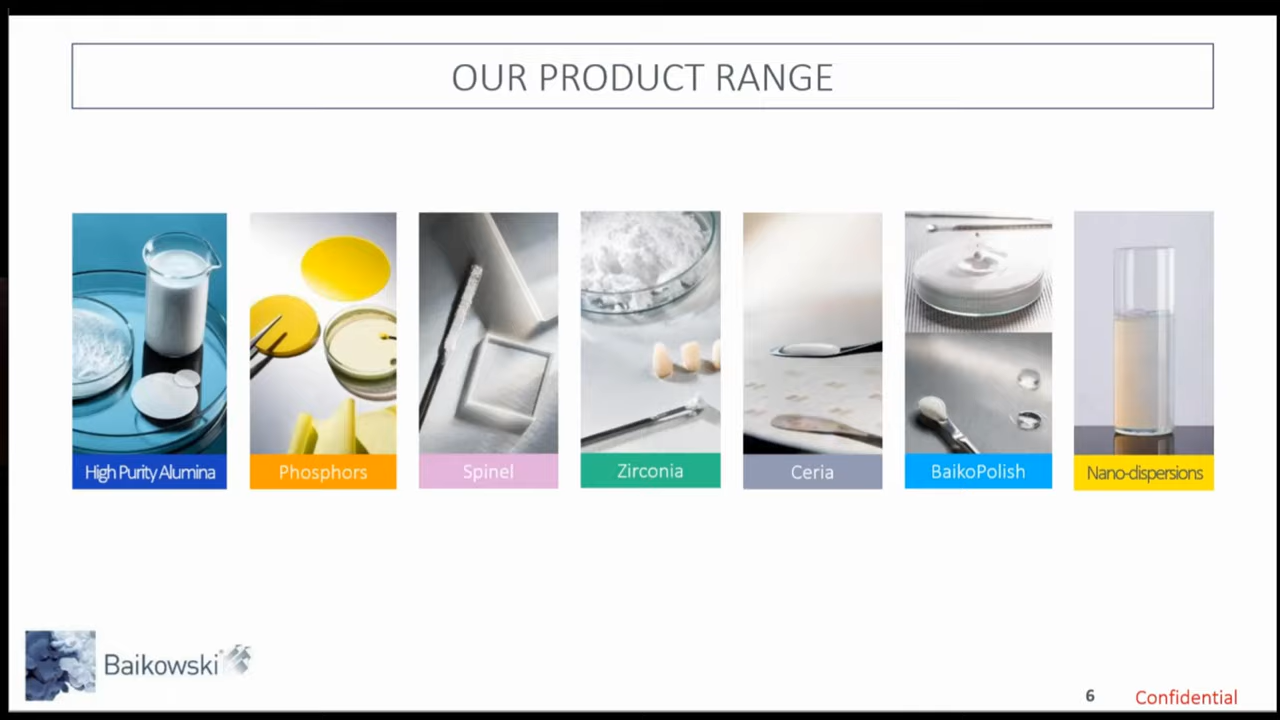 OUR PRODUCT RANGE
High Purity Alumina
Phosphors
Spinel
Zirconia
Ceria
BaikoPolish
Nano-dispersions
Baikowski
6
Confidential